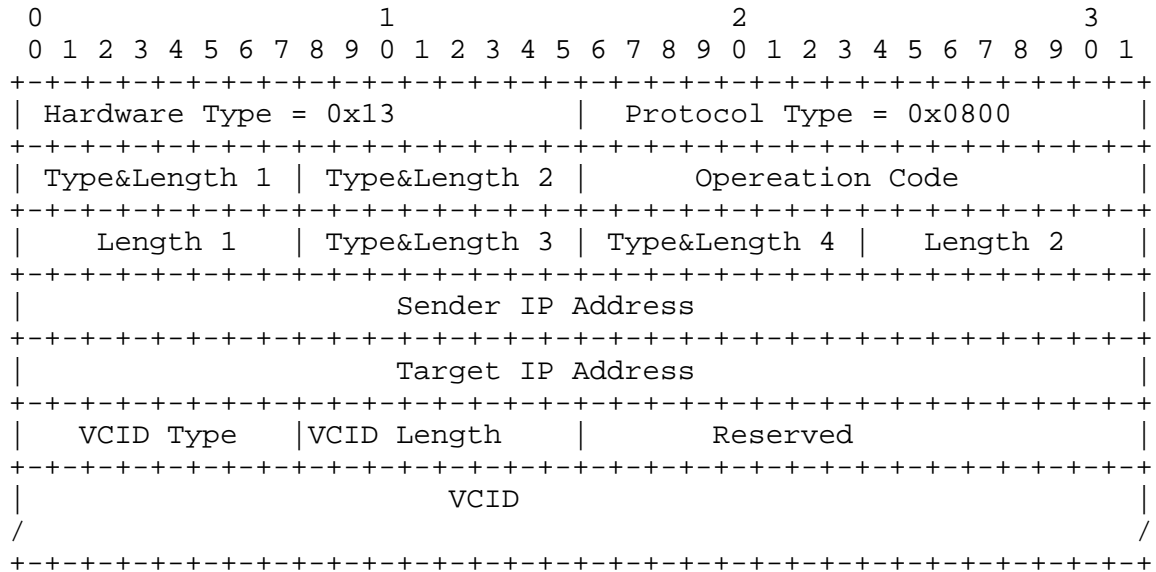 0                   1                   2                   3
 0 1 2 3 4 5 6 7 8 9 0 1 2 3 4 5 6 7 8 9 0 1 2 3 4 5 6 7 8 9 0 1
+-+-+-+-+-+-+-+-+-+-+-+-+-+-+-+-+-+-+-+-+-+-+-+-+-+-+-+-+-+-+-+-+
| Hardware Type = 0x13          |  Protocol Type = 0x0800       |
+-+-+-+-+-+-+-+-+-+-+-+-+-+-+-+-+-+-+-+-+-+-+-+-+-+-+-+-+-+-+-+-+
| Type&Length 1 | Type&Length 2 |      Opereation Code          |
+-+-+-+-+-+-+-+-+-+-+-+-+-+-+-+-+-+-+-+-+-+-+-+-+-+-+-+-+-+-+-+-+
|    Length 1   | Type&Length 3 | Type&Length 4 |   Length 2    |
+-+-+-+-+-+-+-+-+-+-+-+-+-+-+-+-+-+-+-+-+-+-+-+-+-+-+-+-+-+-+-+-+
|                     Sender IP Address                         |
+-+-+-+-+-+-+-+-+-+-+-+-+-+-+-+-+-+-+-+-+-+-+-+-+-+-+-+-+-+-+-+-+
|                     Target IP Address                         |
+-+-+-+-+-+-+-+-+-+-+-+-+-+-+-+-+-+-+-+-+-+-+-+-+-+-+-+-+-+-+-+-+
|   VCID Type   |VCID Length    |       Reserved                |
+-+-+-+-+-+-+-+-+-+-+-+-+-+-+-+-+-+-+-+-+-+-+-+-+-+-+-+-+-+-+-+-+
|                        VCID                                   |
/                                                               /
+-+-+-+-+-+-+-+-+-+-+-+-+-+-+-+-+-+-+-+-+-+-+-+-+-+-+-+-+-+-+-+-+